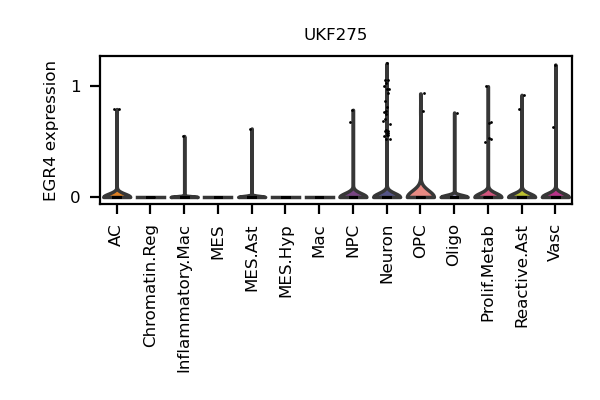 UKF275
EGR4 expression
1
0
AC
Chromatin.Reg
Inflammatory.Mac
MES
MES.Ast
MES.Hyp
Mac
NPC
Neuron
OPC
Oligo
Prolif.Metab
Reactive.Ast
Vasc